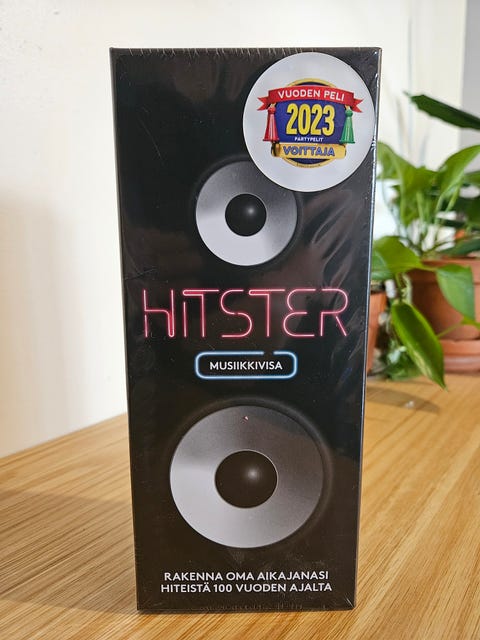 VUODEN PELI
2023
PARTYPELIT
VOITTAJA
HITSTER
MUSIIKKIVISA
RAKENNA OMA AIKAJANASI
HITEISTÄ 100 VUODEN AJALTA